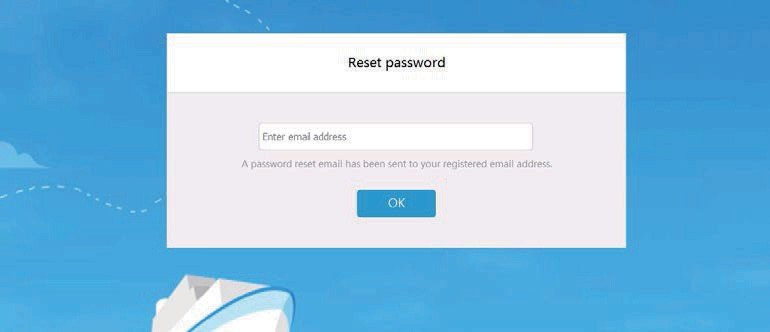 Reset password
Enter email address
A password reset email has been sent to your registered email address.
OK